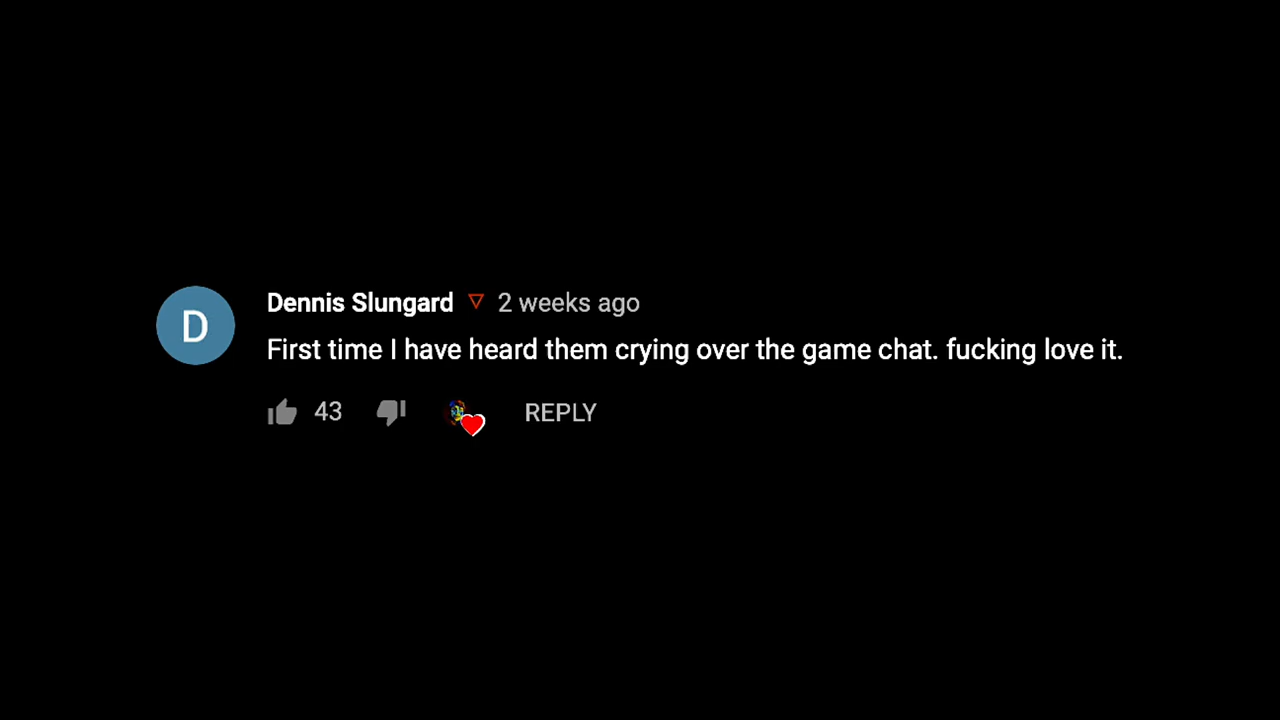 D
Dennis Slungard 2 weeks ago
First time I have heard them crying over the game chat. fucking love it.
43 REPLY